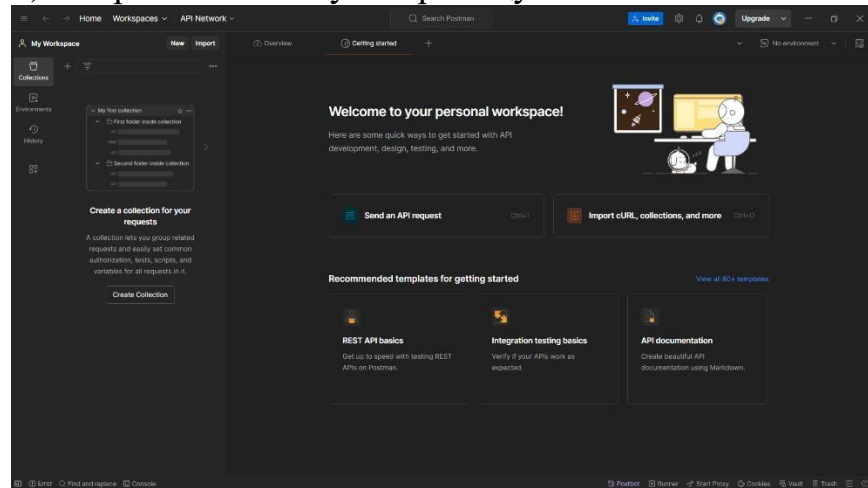 Home Workspaces API Network
Search Postman
Invite
Upgrade
My Workspace
New Import
Overview
Getting started
No environment
Collections
Environments
History
My first collection
First folder inside collection
Second folder inside collection
Create a collection for your
requests
A collection lets you group related
requests and easily set common
authorization, tests, scripts, and
variables for all requests in it.
Create Collection
Welcome to your personal workspace!
Here are some quick ways to get started with API
development, design, testing, and more.
Send an API request Ctrl+T
Import cURL, collections, and more Ctrl+O
Recommended templates for getting started
View all 80+ templates
REST API basics
Get up to speed with testing REST
APIs on Postman.
Integration testing basics
Verify if your APIs work as
expected.
API documentation
Create beautiful API
documentation using Markdown.
Error Find and replace Console
Postbot Runner Start Proxy Cookies Vault Trash